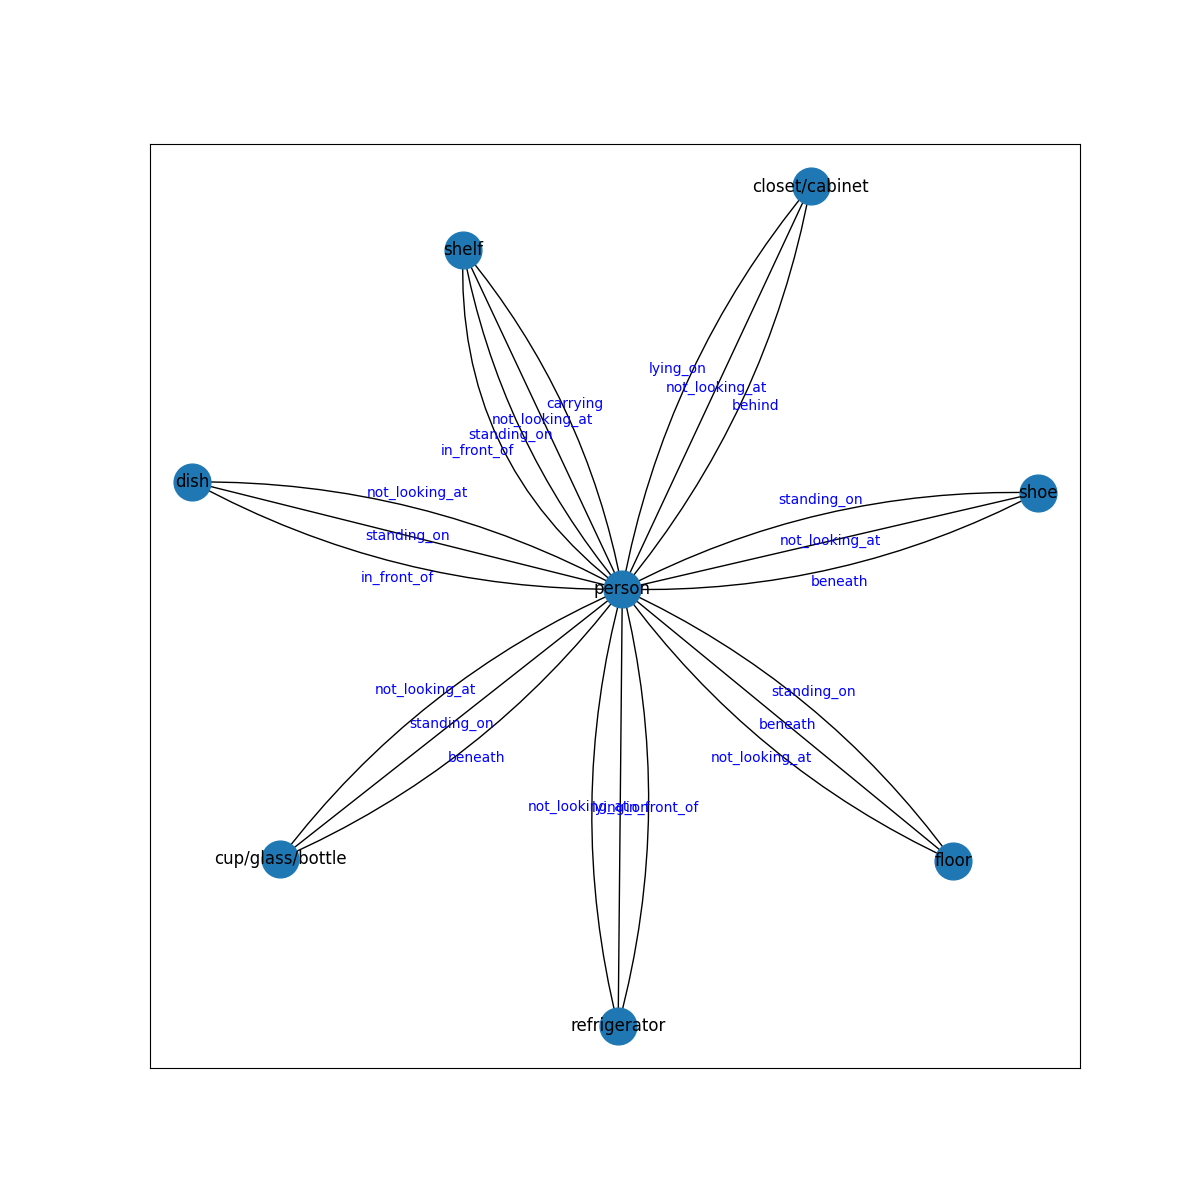 closet/cabinet
shelf
lying_on
not_looking_at
carrying
behind
not_looking_at
standing_on
in_front_of
dish
shoe
not_looking_at
standing_on
standing_on
not_looking_at
in_front_of
beneath
person
not_looking_at
standing_on
standing_on
beneath
beneath
not_looking_at
not_looking_at
lying_on
in_front_of
cup/glass/bottle
floor
refrigerator